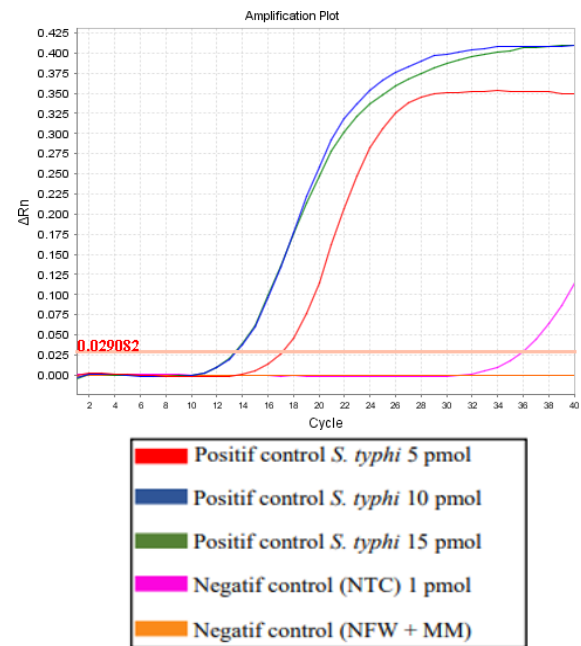 Amplification Plot
0.425
0.400
0.375
0.350
0.325
0.300
0.275
0.250
0.225
0.200
0.175
0.150
0.125
0.100
0.075
0.050
0.025
0.000
ΔRn
0.029082
2 4 6 8 10 12 14 16 18 20 22 24 26 28 30 32 34 36 38 40
Cycle
Positif control S. typhi 5 pmol
Positif control S. typhi 10 pmol
Positif control S. typhi 15 pmol
Negatif control (NTC) 1 pmol
Negatif control (NFW + MM)